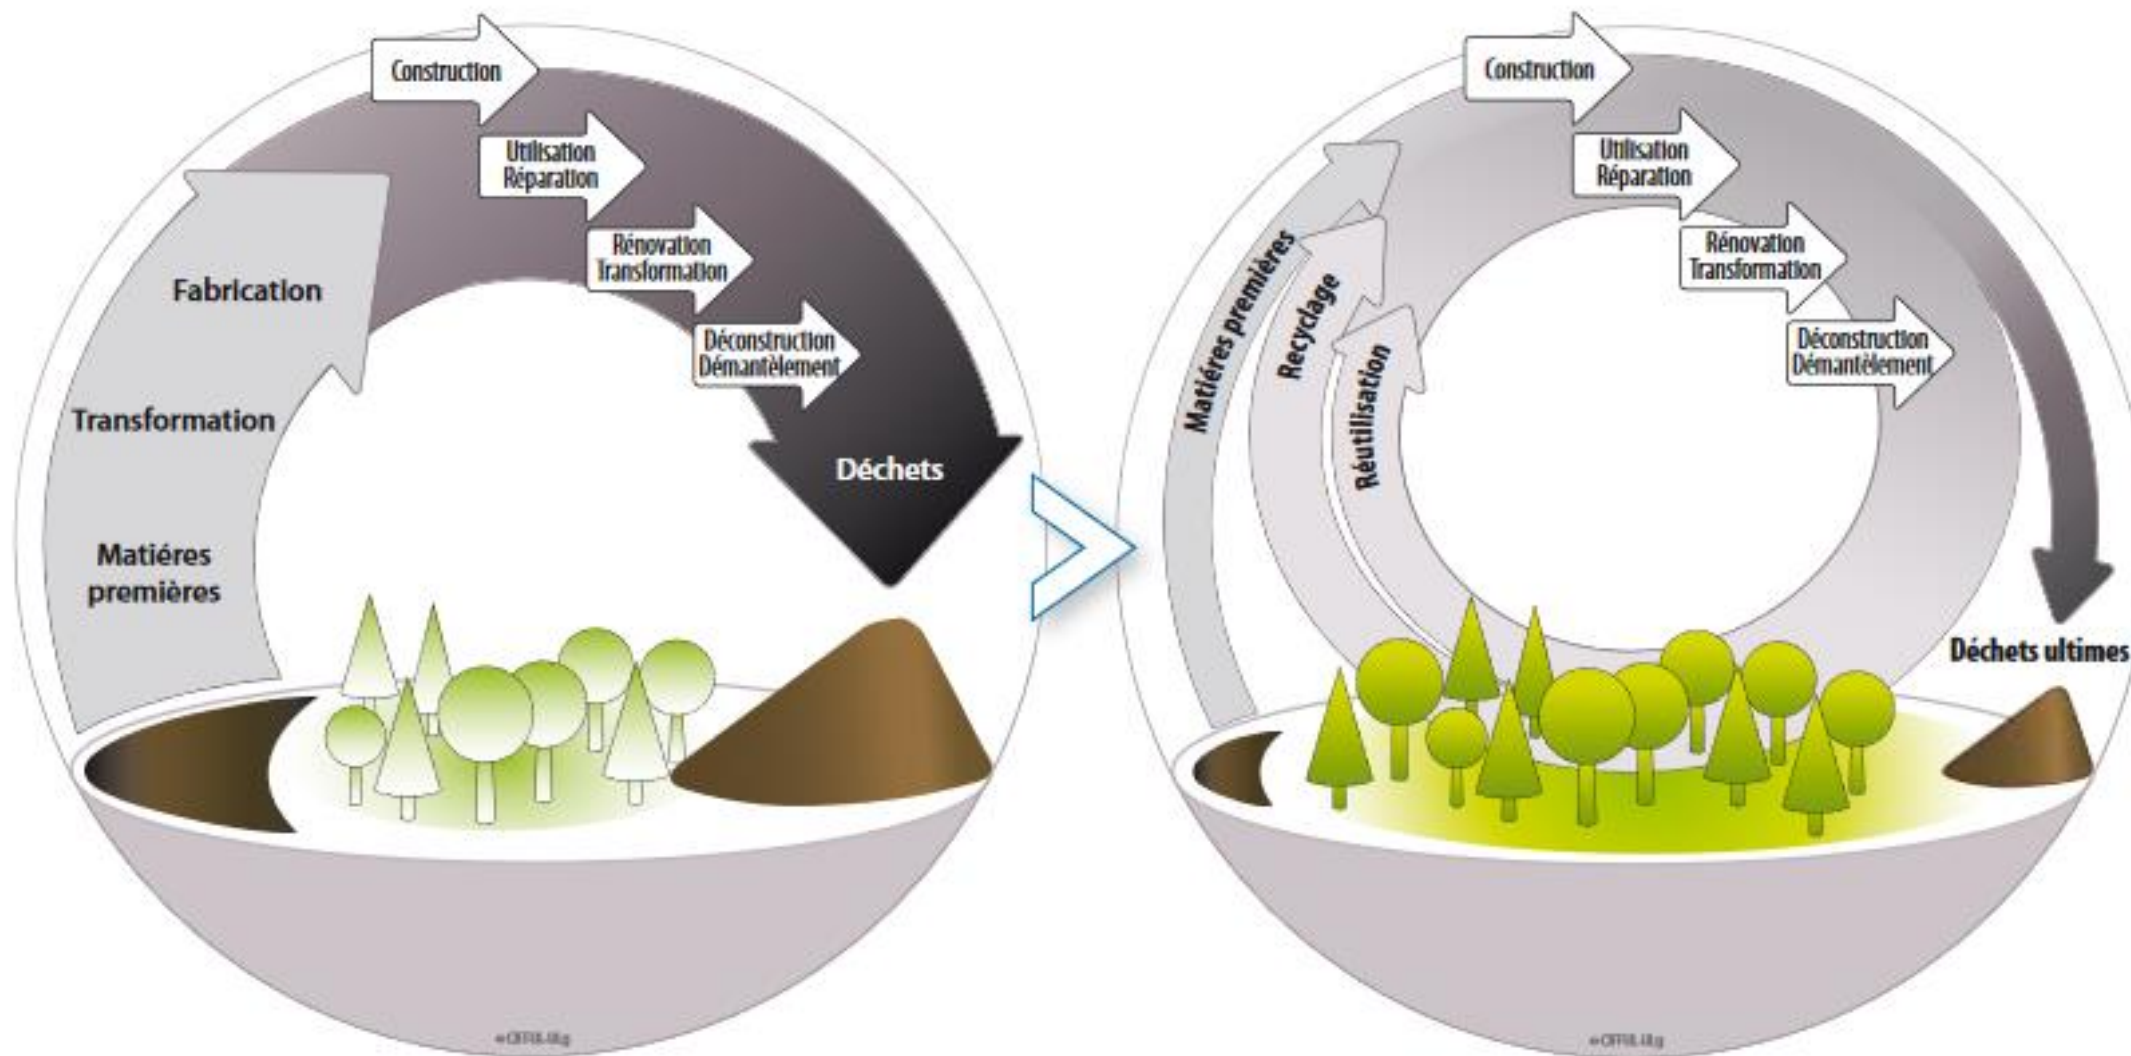 Construction
Utilisation
Réparation
Rénovation
Transformation
Déconstruction
Démantèlement
Fabrication
Transformation
Matiéres
premières
Déchets
Construction
Utilisation
Réparation
Rénovation
Transformation
Déconstruction
Démantèlement
Matiéres premières
Recyclage
Réutilisation
Déchets ultimes